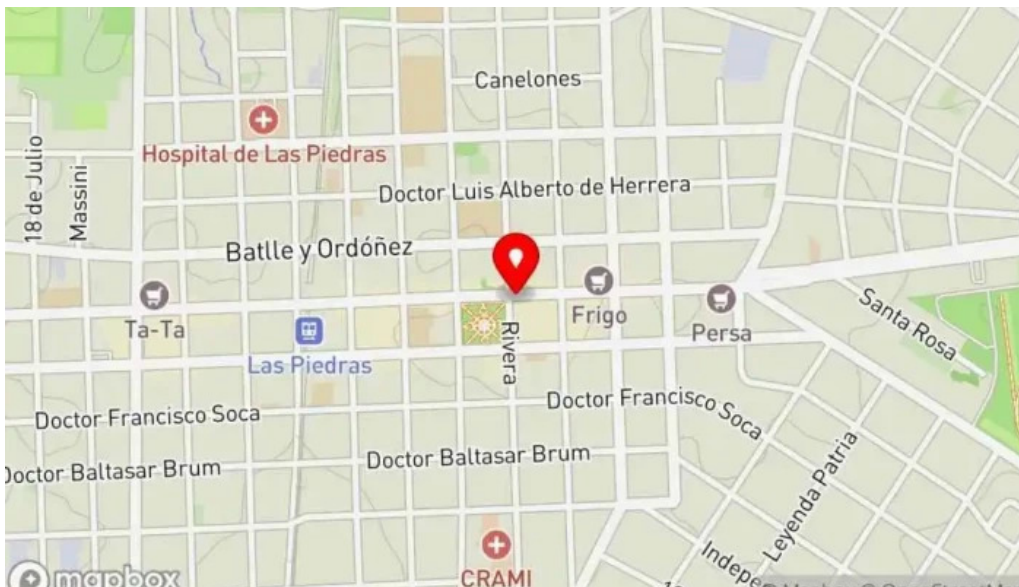 Canelones
Hospital de Las Piedras
18 de Julio
Massini
Doctor Luis Alberto de Herrera
Batlle y Ordóñez
Ta-Ta
Frigo
Persa
Santa Rosa
Las Piedras
Rivera
Doctor Francisco Soca
Doctor Francisco Soca
Doctor Baltasar Brum
Doctor Baltasar Brum
Leyenda Patria
CRAMI
Indepe
mapbox